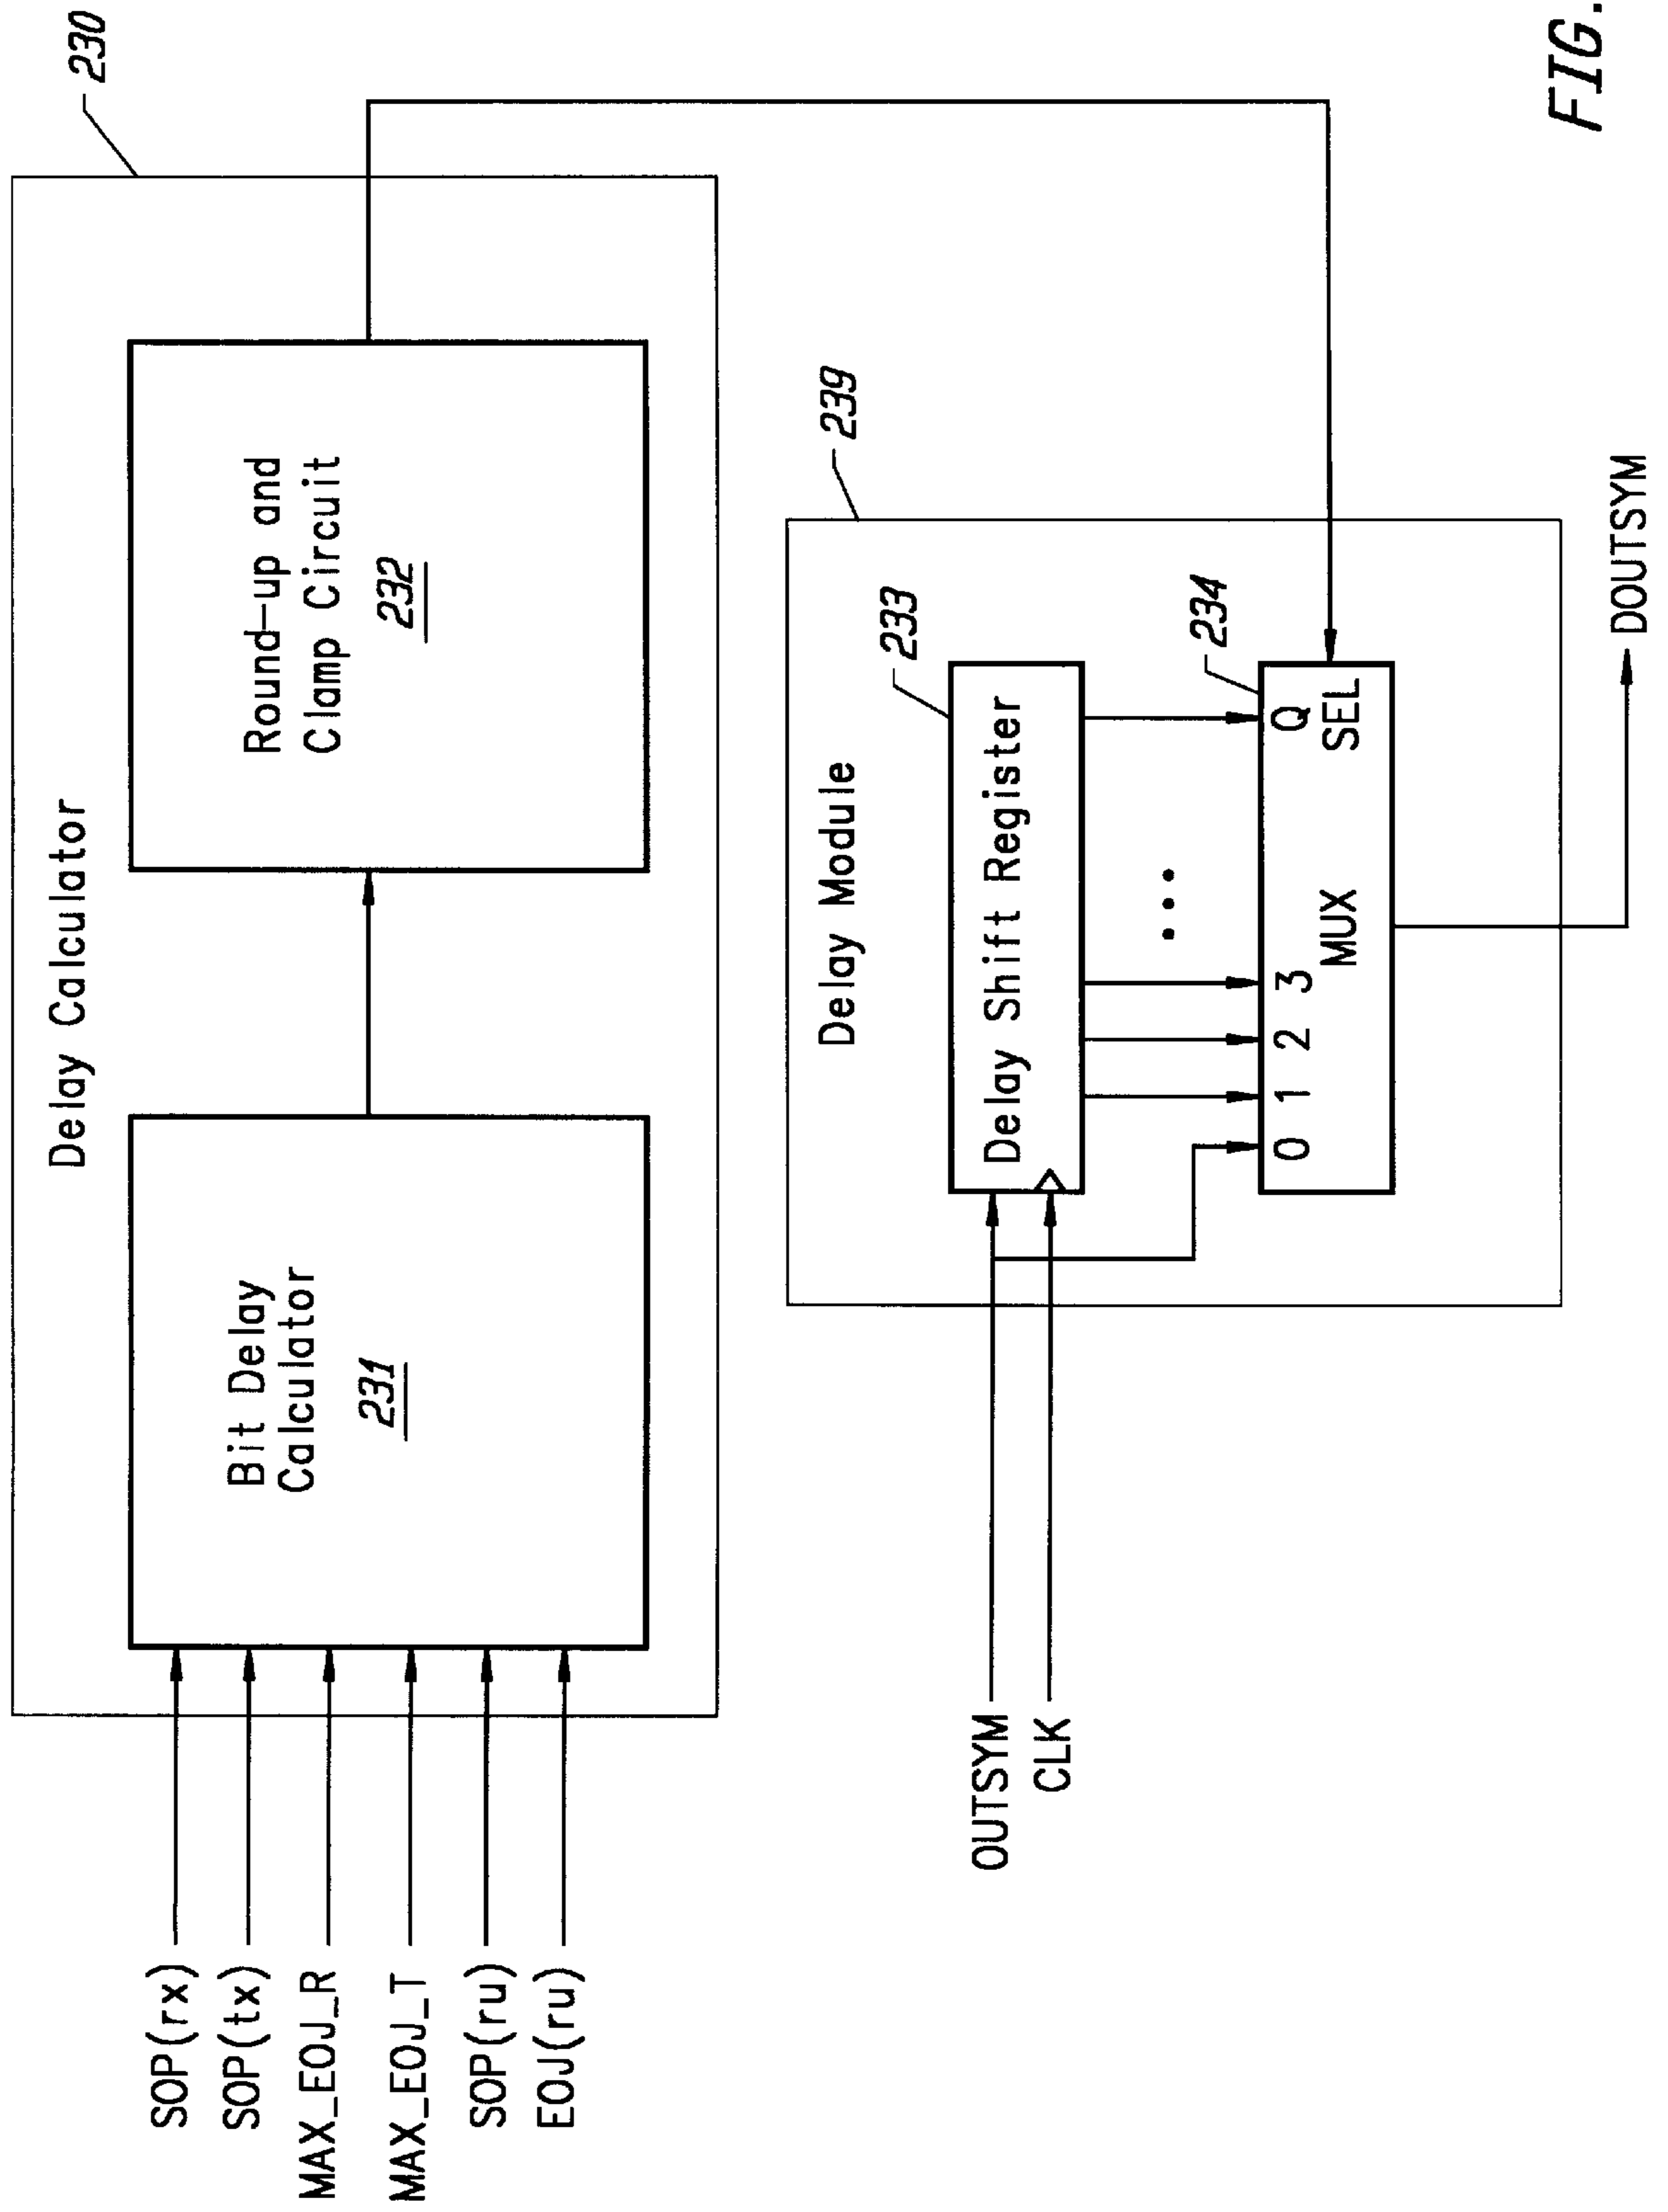 Delay Calculator
230
SOP(rx)
SOP(tx)
MAX_EOJ_R
MAX_EOJ_T
SOP(ru)
EOJ(ru)
Bit Delay
Calculator
231
Round-up and
Clamp Circuit
232
Delay Module
239
OUTSYM
CLK
Delay Shift Register
233
...
0 1 2 3 Q
MUX
SEL
234
DOUTSYM
FIG.